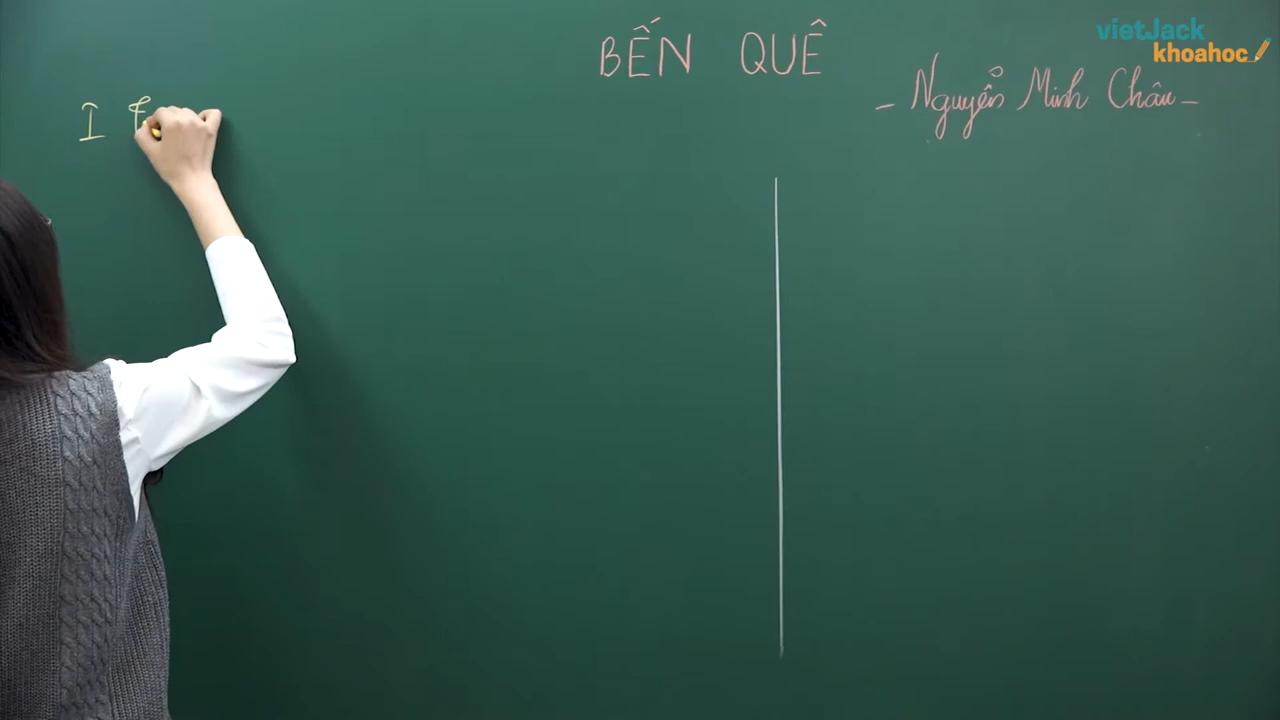 vietJack
khoahoc
BẾN QUÊ
- Nguyễn Minh Châu -
I